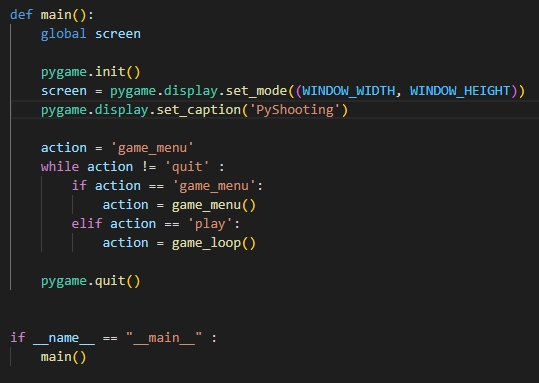 def main():
    global screen

    pygame.init()
    screen = pygame.display.set_mode((WINDOW_WIDTH, WINDOW_HEIGHT))
    pygame.display.set_caption('PyShooting')

    action = 'game_menu'
    while action != 'quit' :
        if action == 'game_menu':
            action = game_menu()
        elif action == 'play':
            action = game_loop()

    pygame.quit()


if __name__ == "__main__" :
    main()